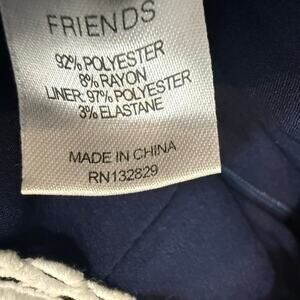 FRIENDS
92% POLYESTER
8% RAYON
LINER: 97% POLYESTER
3% ELASTANE
MADE IN CHINA
RN132829